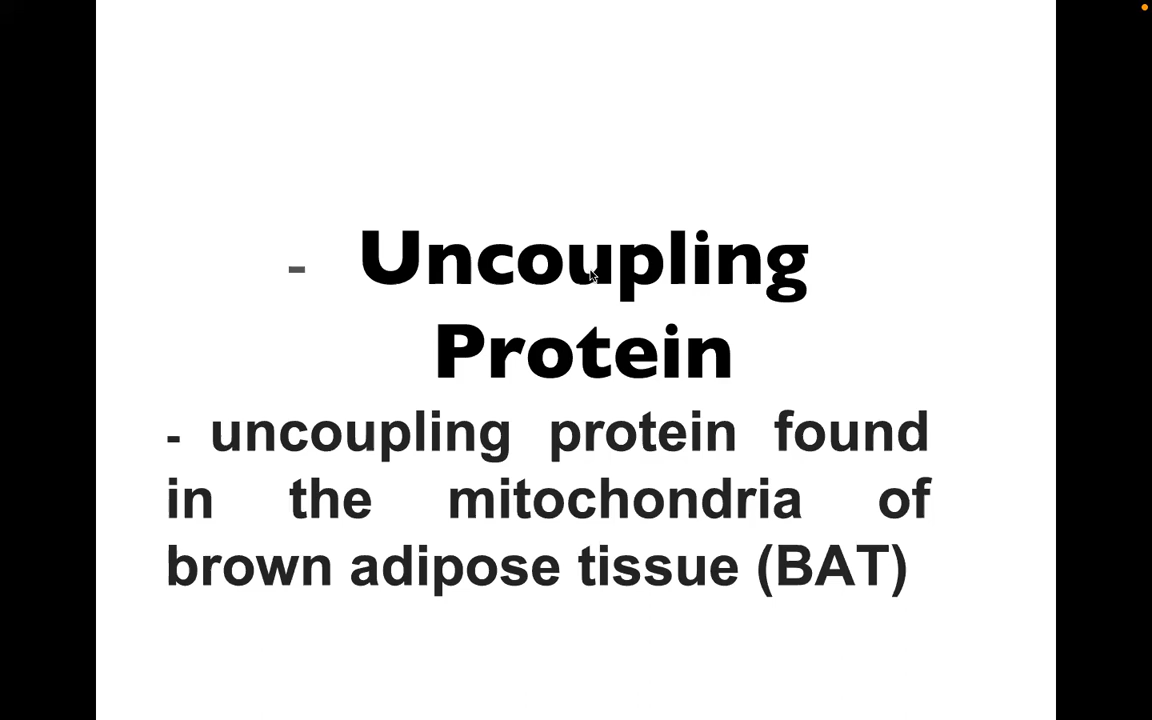 - Uncoupling
Protein
- uncoupling protein found
in the mitochondria of
brown adipose tissue (BAT)